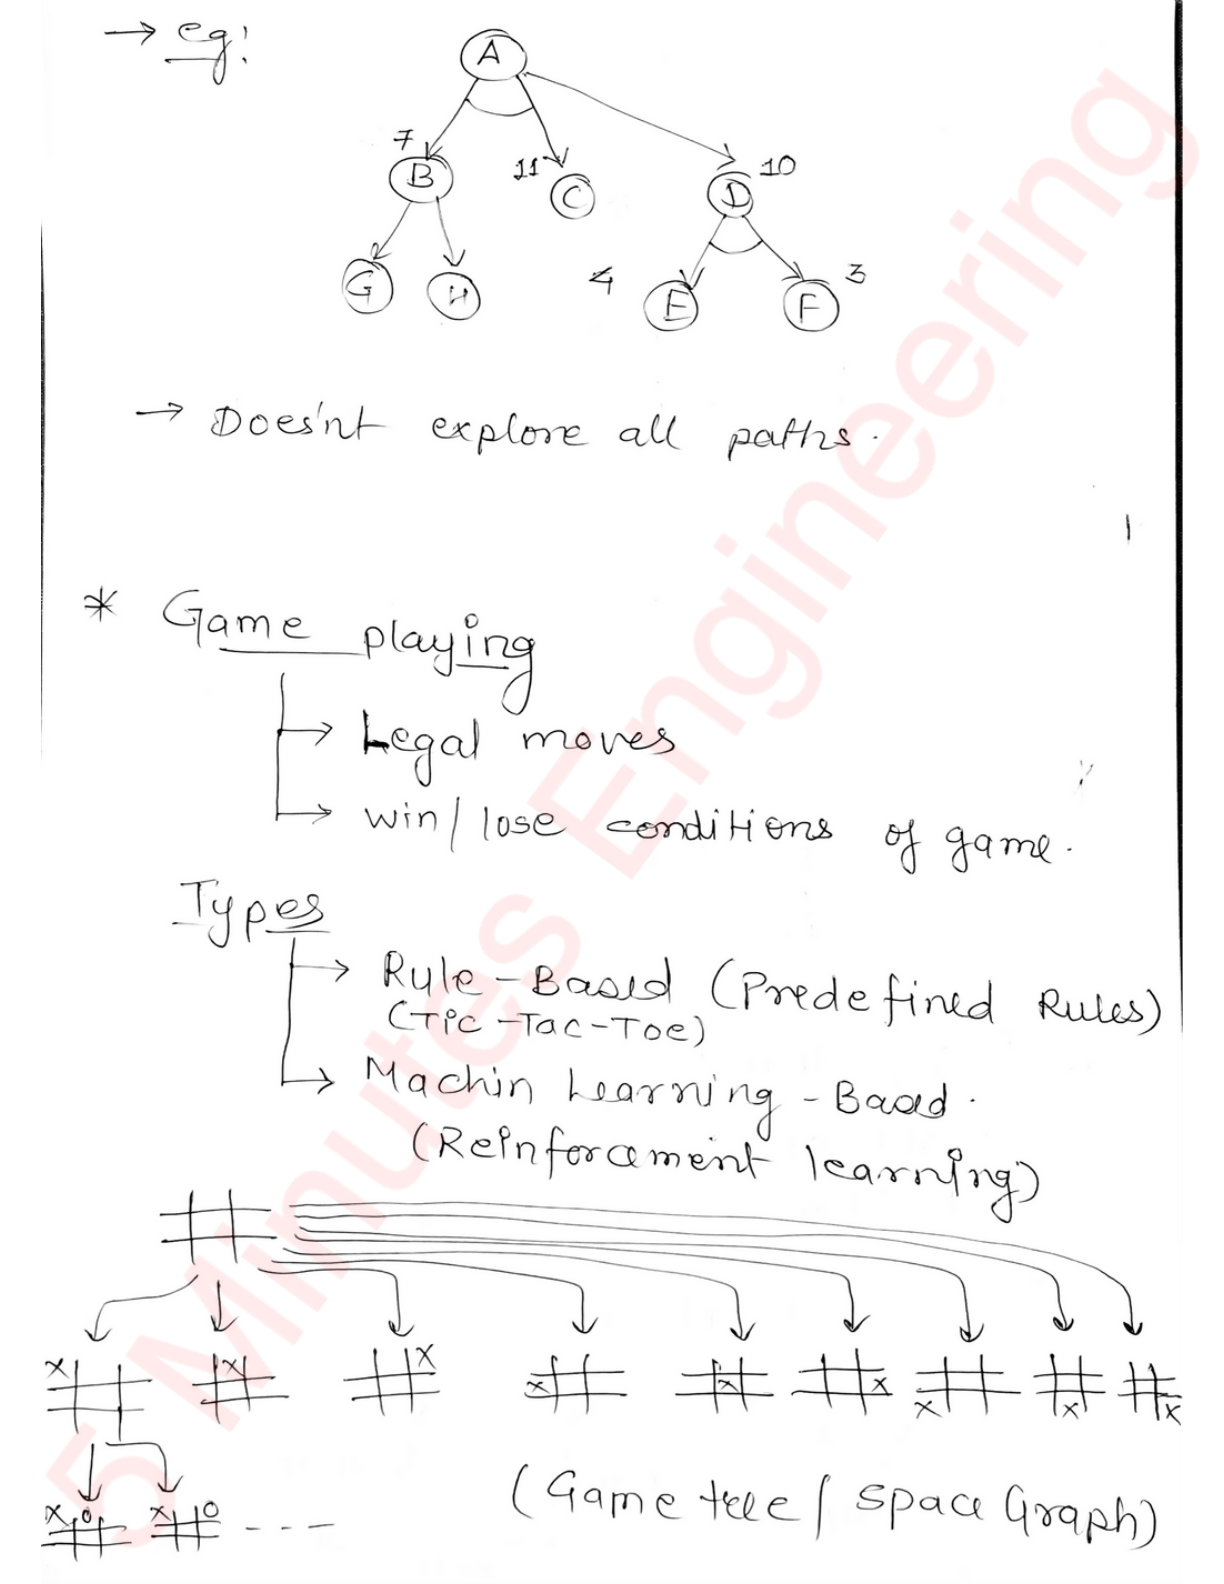 → eg:
A
7
B
11
C
10
D
G
H
4
E
F
3
→ Does'nt explore all paths.
* Game playing
→ Legal moves
→ win/lose conditions of game.
Types
→ Rule-Based (Predefined Rules)
(Tic-Tac-Toe)
→ Machin Learning-Based.
(Reinforcement learning)
x x x x x x x x x
x o x o ---
(Game tree / Space Graph)
5 Minutes Engineering